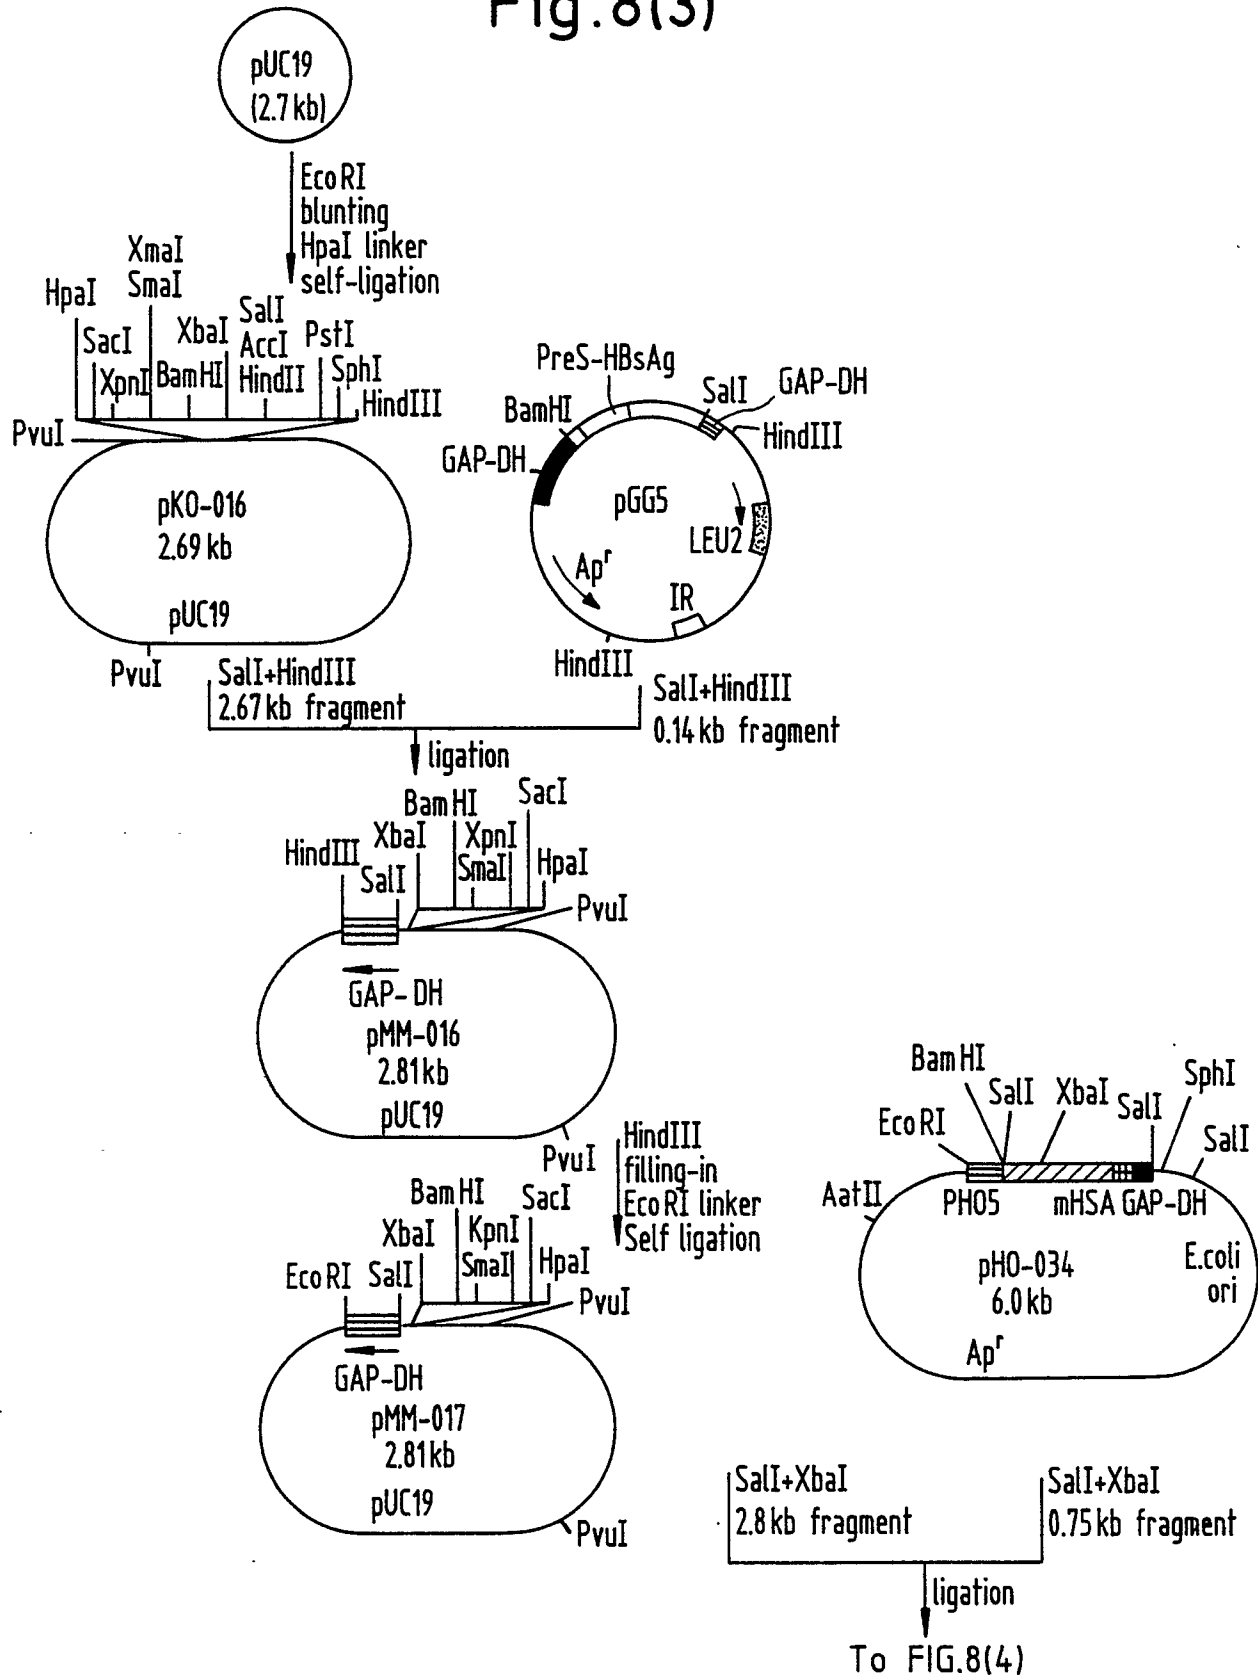 Fig.8(3)
pUC19
(2.7 kb)
EcoRI
blunting
HpaI linker
self-ligation
HpaI
SacI
XpnI
XmaI
SmaI
BamHI
XbaI
SalI
AccI
HindII
PstI
SphI
HindIII
PvuI
pKO-016
2.69 kb
pUC19
PvuI
PreS-HBsAg
BamHI
SalI
GAP-DH
HindIII
GAP-DH
pGG5
LEU2
Apr
IR
HindIII
SalI+HindIII
2.67 kb fragment
SalI+HindIII
0.14 kb fragment
ligation
HindIII
SalI
XbaI
BamHI
SmaI
XpnI
SacI
HpaI
PvuI
GAP-DH
pMM-016
2.81 kb
pUC19
PvuI
HindIII
filling-in
EcoRI linker
Self ligation
EcoRI
SalI
XbaI
BamHI
SmaI
KpnI
SacI
HpaI
PvuI
GAP-DH
pMM-017
2.81 kb
pUC19
PvuI
AatII
EcoRI
BamHI
SalI
XbaI
SalI
SphI
SalI
PHO5
mHSA
GAP-DH
pHO-034
6.0 kb
E.coli
ori
Apr
SalI+XbaI
2.8 kb fragment
SalI+XbaI
0.75 kb fragment
ligation
To FIG.8(4)